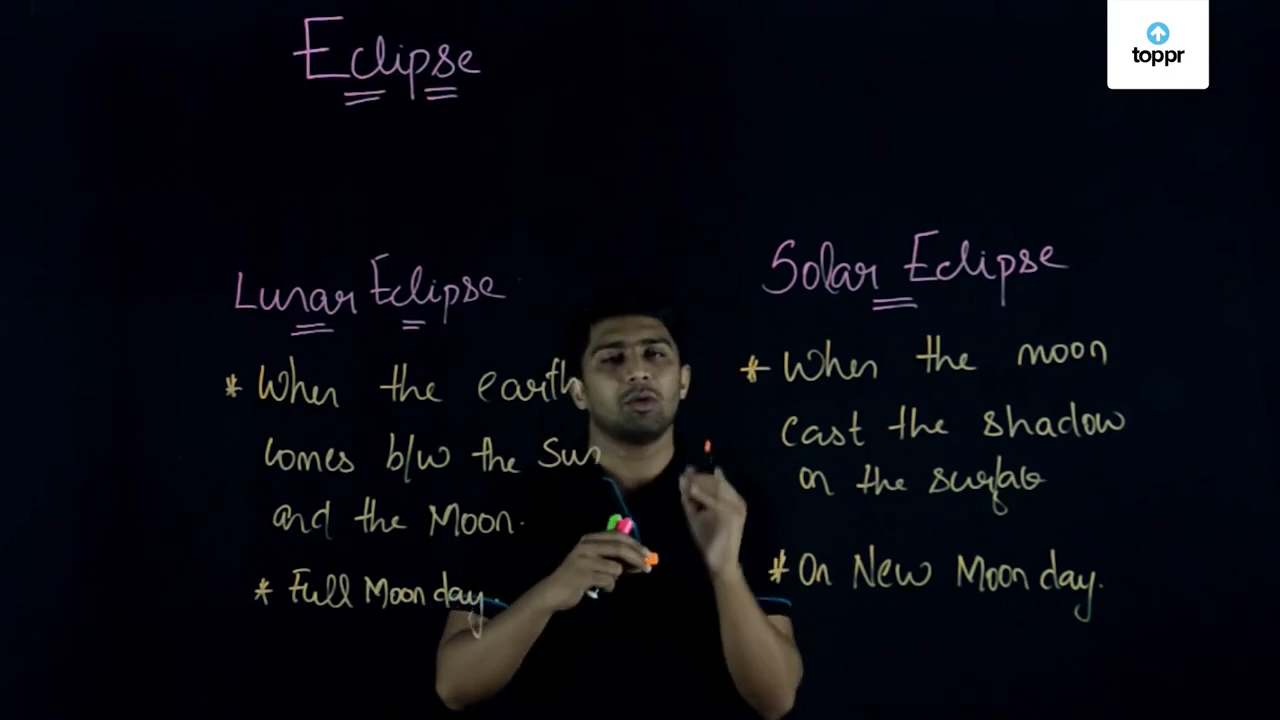 Eclipse
toppr
Lunar Eclipse
* When the earth
comes b/w the Sun
and the Moon.
* Full Moon day.
Solar Eclipse
* When the moon
cast the shadow
on the surface
* On New Moon day.